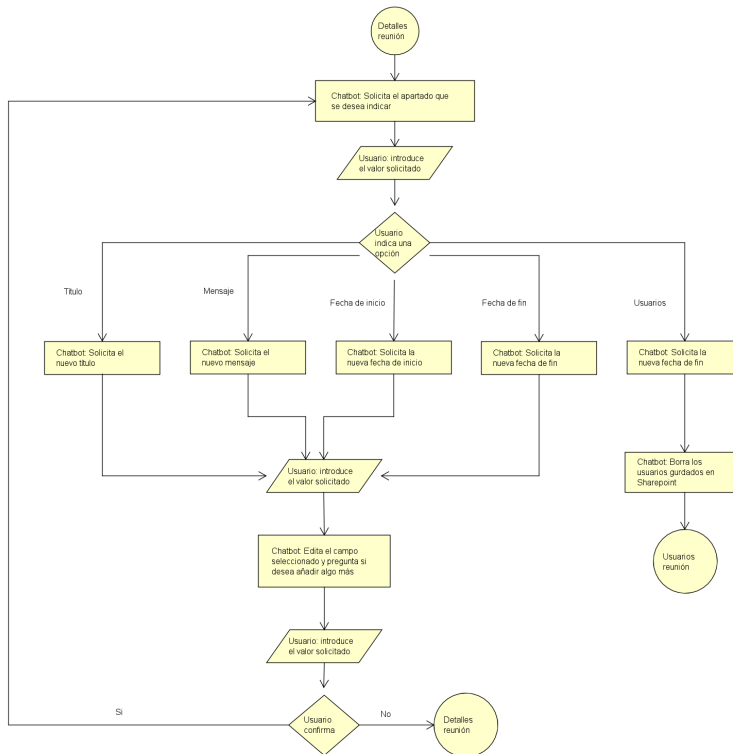 Detalles
reunión
Chatbot: Solicita el apartado que
se desea indicar
Usuario: introduce
el valor solicitado
Usuario
indica una
opción
Título
Mensaje
Fecha de inicio
Fecha de fin
Usuarios
Chatbot: Solicita el
nuevo título
Chatbot: Solicita el
nuevo mensaje
Chatbot: Solicita la
nueva fecha de inicio
Chatbot: Solicita la
nueva fecha de fin
Chatbot: Solicita la
nueva fecha de fin
Usuario: introduce
el valor solicitado
Chatbot: Borra los
usuarios gurdados en
Sharepoint
Chatbot: Edita el campo
seleccionado y pregunta si
desea añadir algo más
Usuarios
reunión
Usuario: introduce
el valor solicitado
Si
Usuario
confirma
No
Detalles
reunión